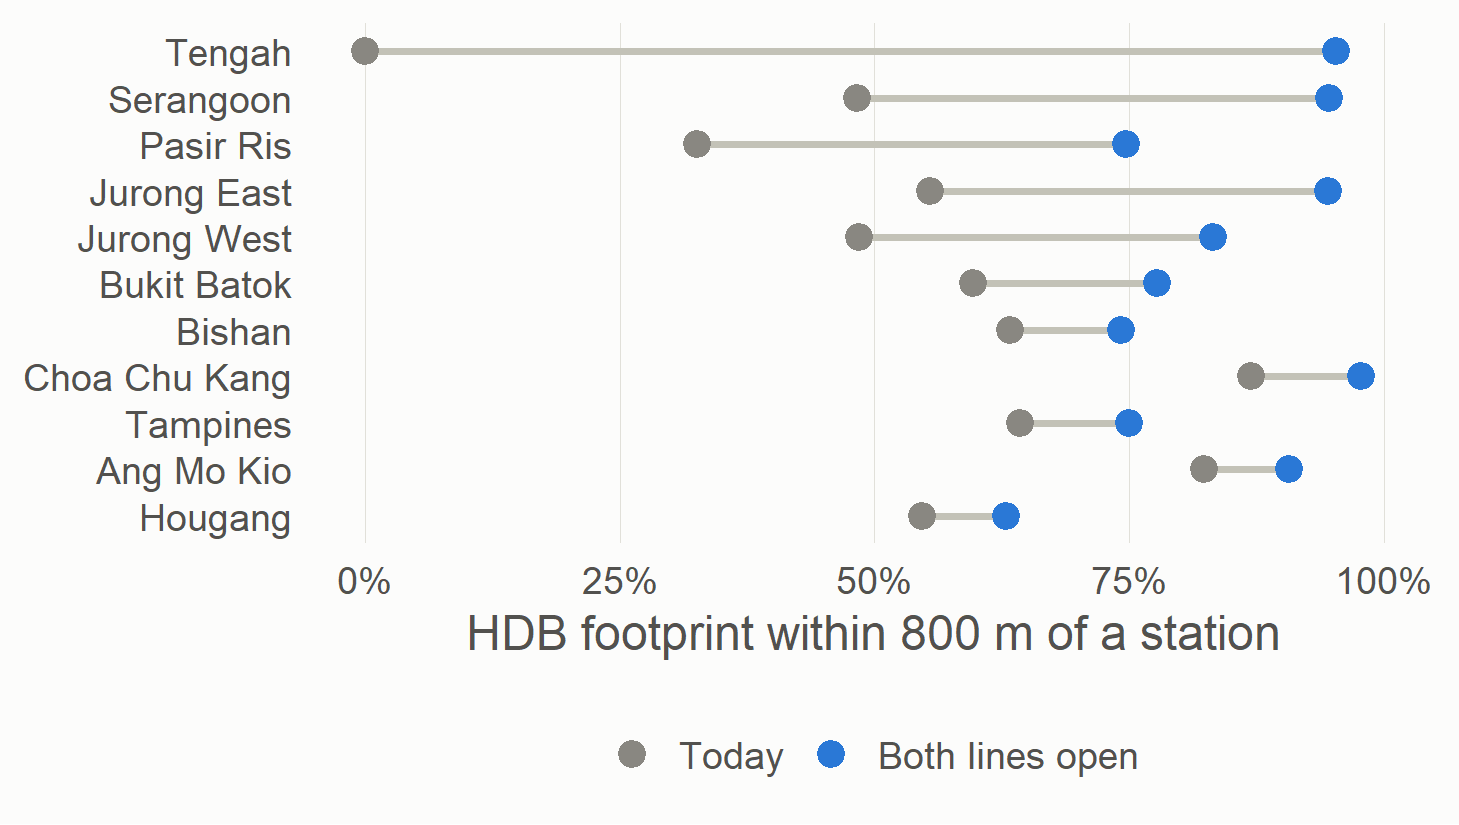 Tengah
Serangoon
Pasir Ris
Jurong East
Jurong West
Bukit Batok
Bishan
Choa Chu Kang
Tampines
Ang Mo Kio
Hougang
0% 25% 50% 75% 100%
HDB footprint within 800 m of a station
Today Both lines open